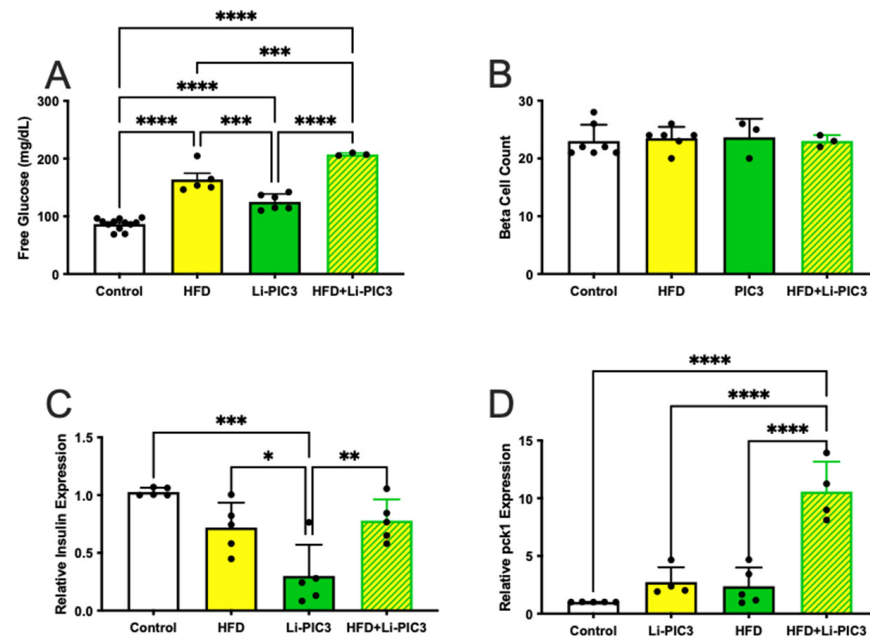 A
****
***
****
****
***
****
Free Glucose (mg/dL)
300
200
100
0
Control
HFD
Li-PIC3
HFD+Li-PIC3
B
Beta Cell Count
40
30
20
10
0
Control
HFD
PIC3
HFD+Li-PIC3
C
***
*
**
Relative Insulin Expression
1.5
1.0
0.5
0.0
Control
HFD
Li-PIC3
HFD+Li-PIC3
D
****
****
****
Relative pck1 Expression
15
10
5
0
Control
Li-PIC3
HFD
HFD+Li-PIC3